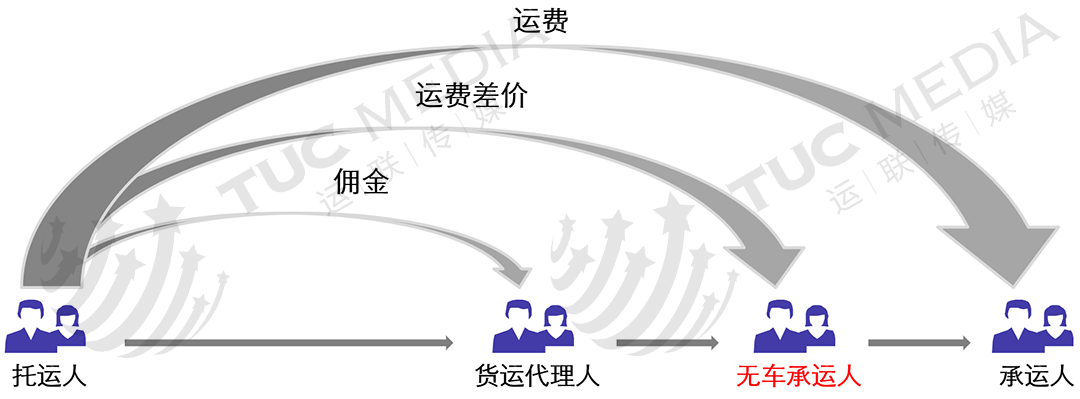 运费
运费差价
佣金
TUC MEDIA
运|联|传|媒
TUC MEDIA
运|联|传|媒
托运人
货运代理人
无车承运人
承运人